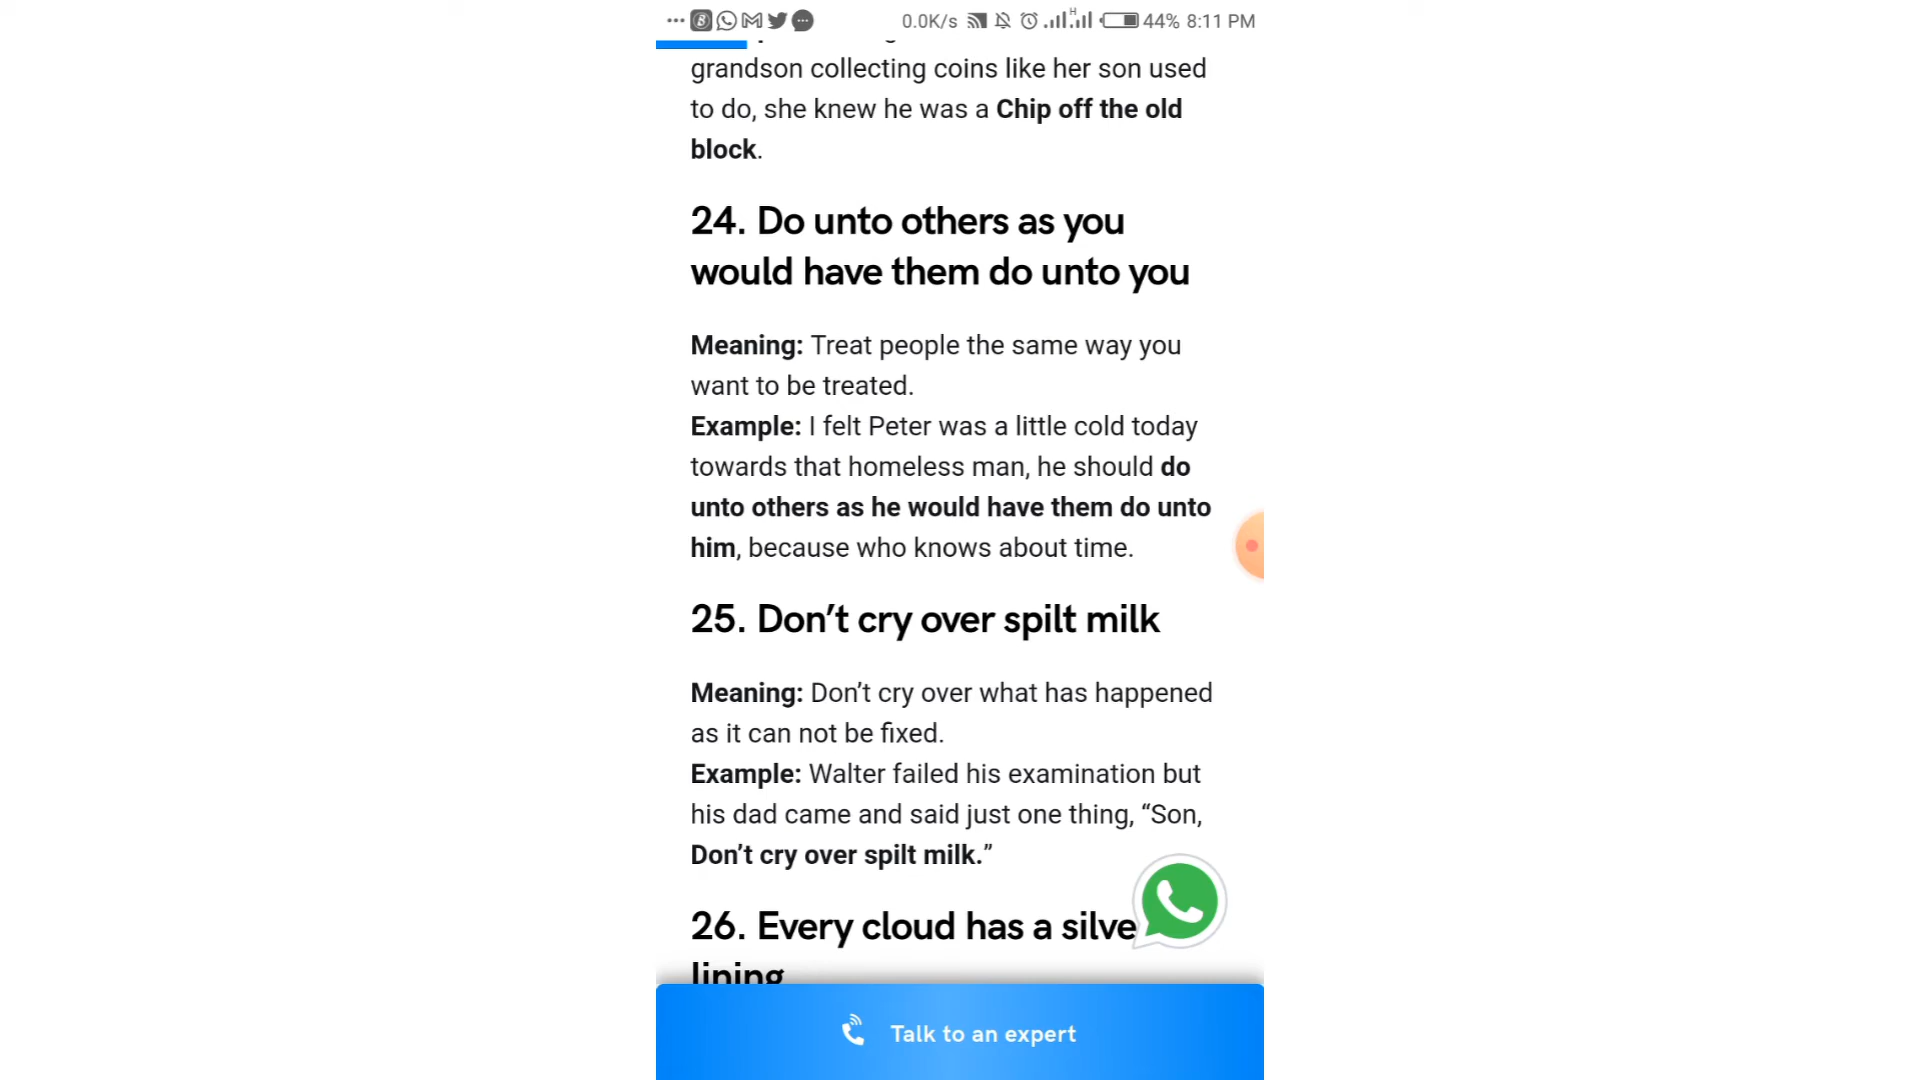 0.0K/s H 44% 8:11 PM
grandson collecting coins like her son used
to do, she knew he was a Chip off the old
block.
24. Do unto others as you
would have them do unto you
Meaning: Treat people the same way you
want to be treated.
Example: I felt Peter was a little cold today
towards that homeless man, he should do
unto others as he would have them do unto
him, because who knows about time.
25. Don’t cry over spilt milk
Meaning: Don’t cry over what has happened
as it can not be fixed.
Example: Walter failed his examination but
his dad came and said just one thing, “Son,
Don’t cry over spilt milk.”
26. Every cloud has a silve
lining
Talk to an expert